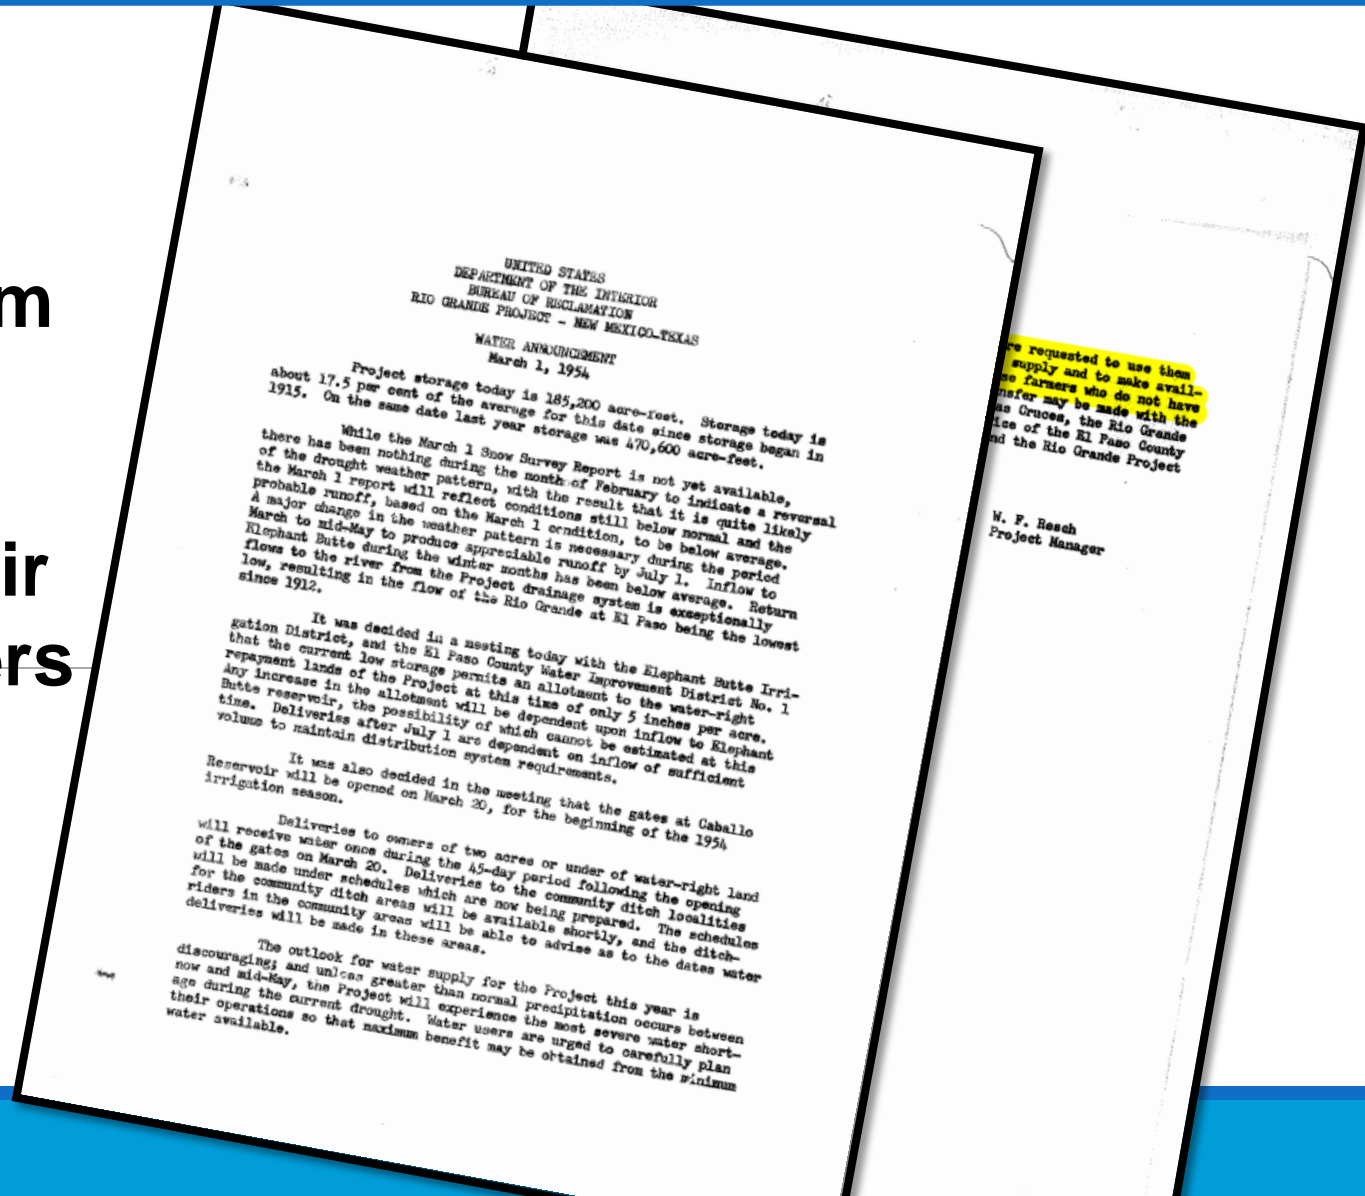 m
ir
ers
UNITED STATES
DEPARTMENT OF THE INTERIOR
BUREAU OF RECLAMATION
RIO GRANDE PROJECT - NEW MEXICO-TEXAS
WATER ANNOUNCEMENT
March 1, 1954
Project storage today is 185,200 acre-feet. Storage today is
about 17.5 per cent of the average for this date since storage began in
1915. On the same date last year storage was 470,600 acre-feet.
While the March 1 Snow Survey Report is not yet available,
there has been nothing during the month of February to indicate a reversal
of the drought weather pattern, with the result that it is quite likely
the March 1 report will reflect conditions still below normal and the
probable runoff, based on the March 1 condition, to be below average.
A major change in the weather pattern is necessary during the period
March to mid-May to produce appreciable runoff by July 1. Inflow to
Elephant Butte during the winter months has been below average. Return
flows to the river from the Project drainage system is exceptionally
low, resulting in the flow of the Rio Grande at El Paso being the lowest
since 1912.
It was decided in a meeting today with the Elephant Butte Irri-
gation District, and the El Paso County Water Improvement District No. 1
that the current low storage permits an allotment to the water-right
repayment lands of the Project at this time of only 5 inches per acre.
Any increase in the allotment will be dependent upon inflow to Elephant
Butte reservoir, the possibility of which cannot be estimated at this
time. Deliveries after July 1 are dependent on inflow of sufficient
volume to maintain distribution system requirements.
It was also decided in the meeting that the gates at Caballo
Reservoir will be opened on March 20, for the beginning of the 1954
irrigation season.
Deliveries to owners of two acres or under of water-right land
will receive water once during the 45-day period following the opening
of the gates on March 20. Deliveries to the community ditch localities
will be made under schedules which are now being prepared. The schedules
for the community ditch areas will be available shortly, and the ditch-
riders in the community areas will be able to advise as to the dates water
deliveries will be made in these areas.
The outlook for water supply for the Project this year is
discouraging; and unless greater than normal precipitation occurs between
now and mid-May, the Project will experience the most severe water short-
age during the current drought. Water users are urged to carefully plan
their operations so that maximum benefit may be obtained from the minimum
water available.
re requested to use them
supply and to make avail-
se farmers who do not have
nsfer may be made with the
as Cruces, the Rio Grande
ice of the El Paso County
nd the Rio Grande Project
W. F. Resch
Project Manager